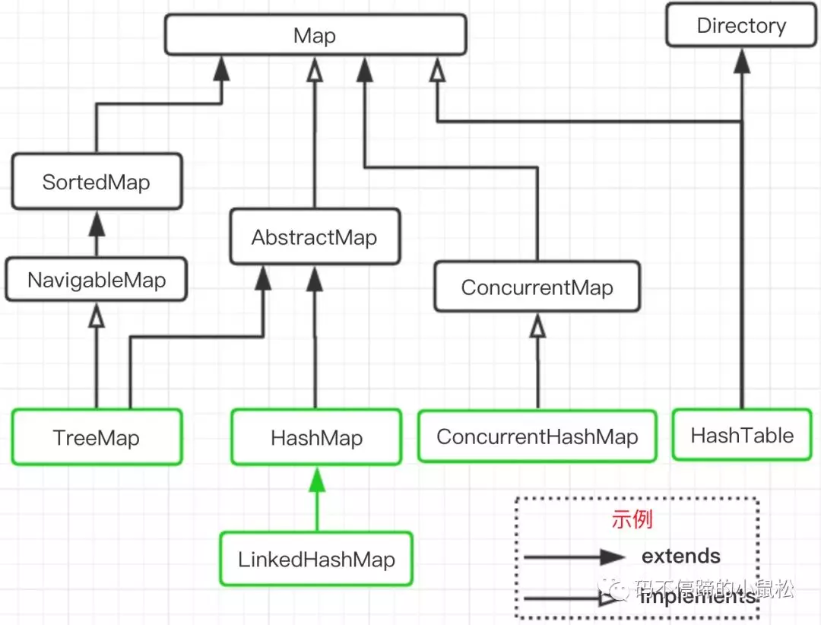 Map
Directory
SortedMap
AbstractMap
NavigableMap
ConcurrentMap
TreeMap
HashMap
ConcurrentHashMap
HashTable
LinkedHashMap
示例
extends
implements
码不停蹄的小鼠松